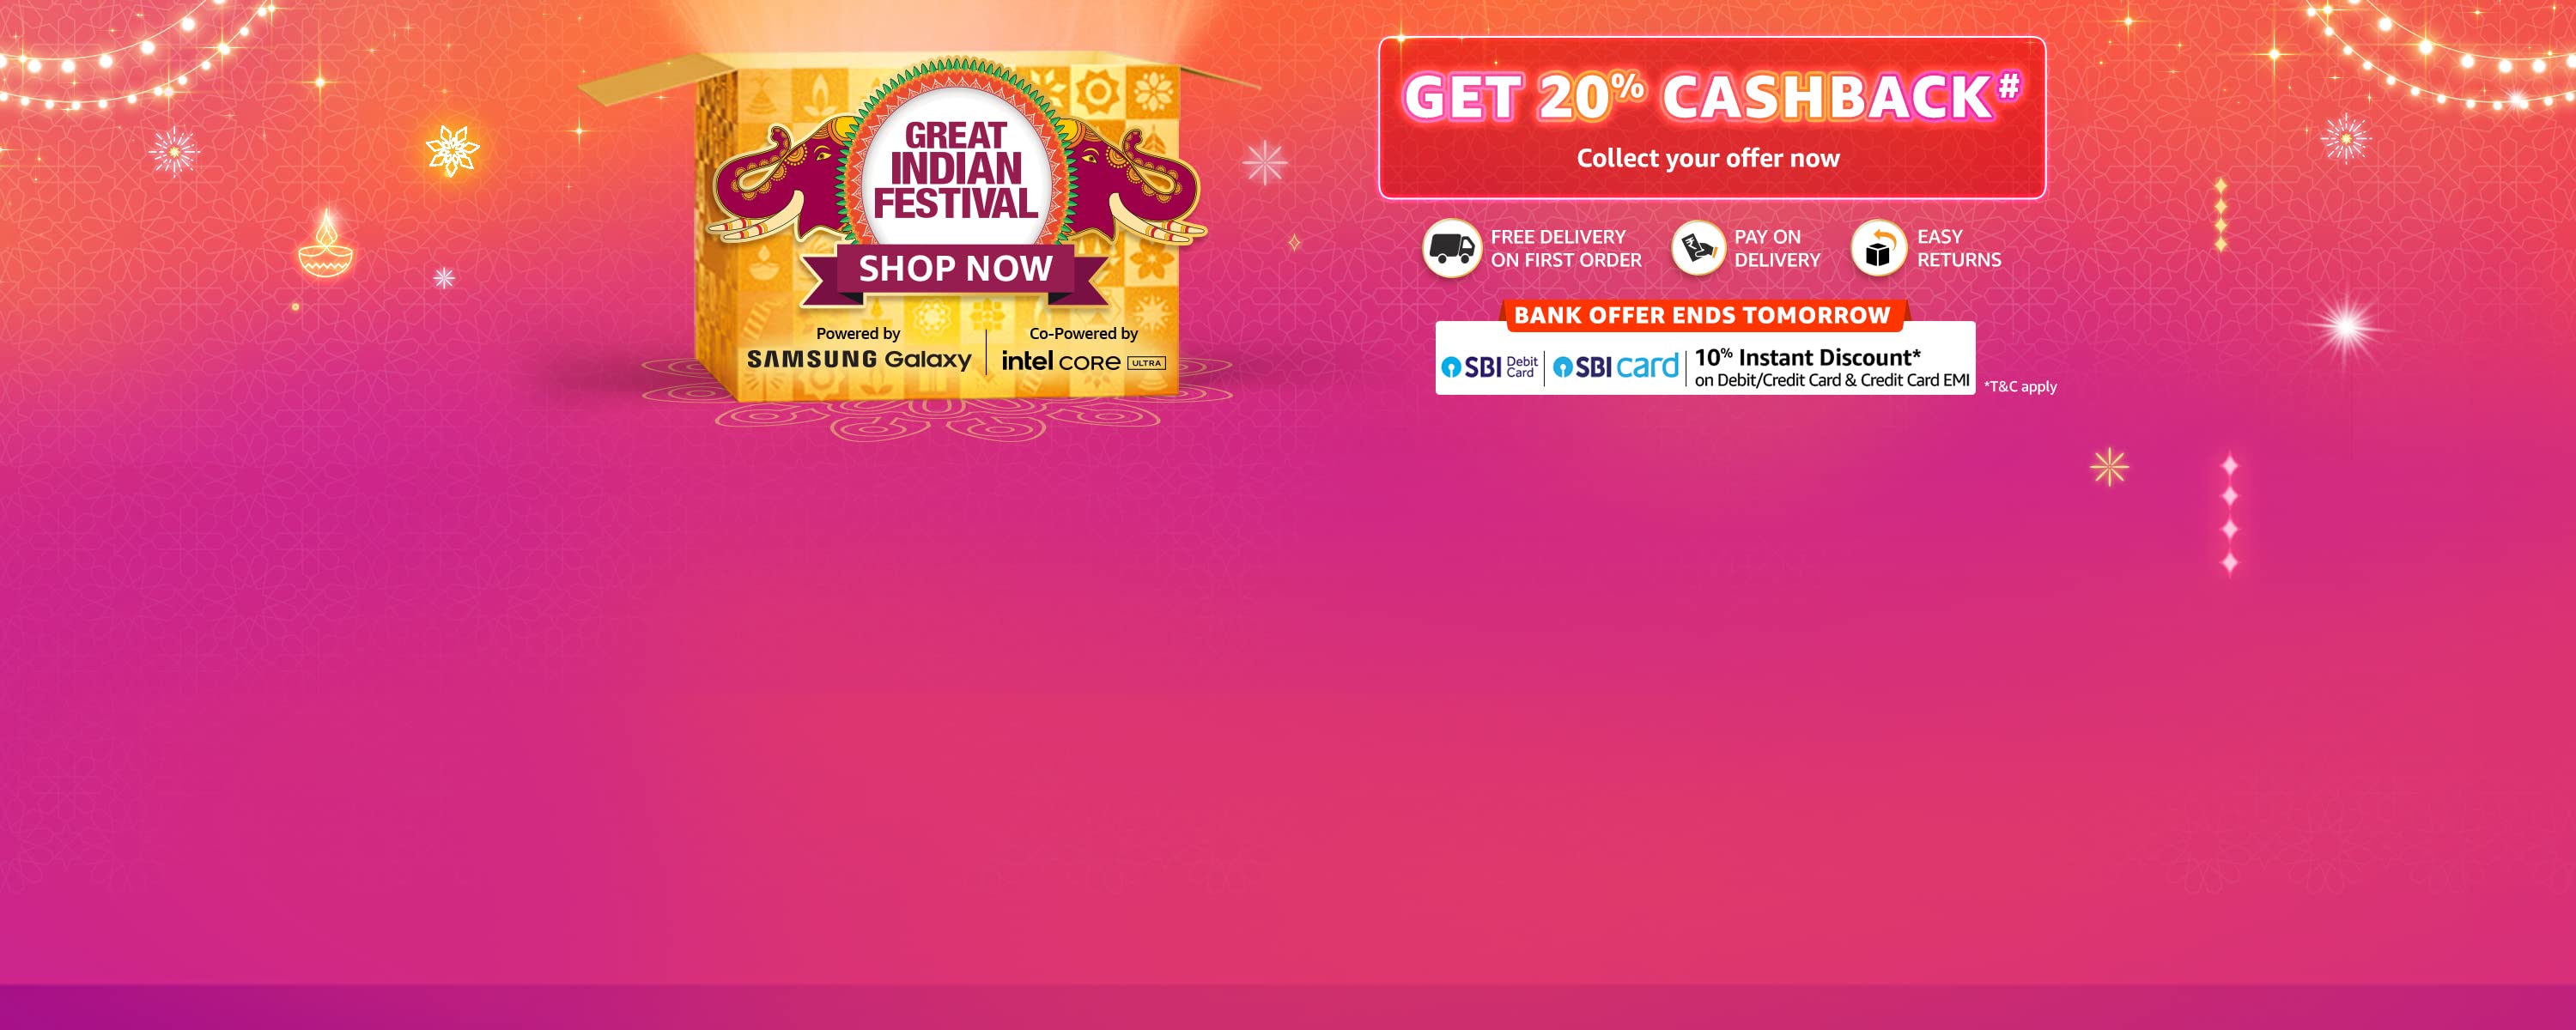 GREAT
INDIAN
FESTIVAL
SHOP NOW
Powered by
SAMSUNG Galaxy
Co-Powered by
intel CORE ULTRA
GET 20% CASHBACK#
Collect your offer now
FREE DELIVERY
ON FIRST ORDER
PAY ON
DELIVERY
EASY
RETURNS
BANK OFFER ENDS TOMORROW
SBI Debit
Card
SBI card
10% Instant Discount*
on Debit/Credit Card & Credit Card EMI
*T&C apply